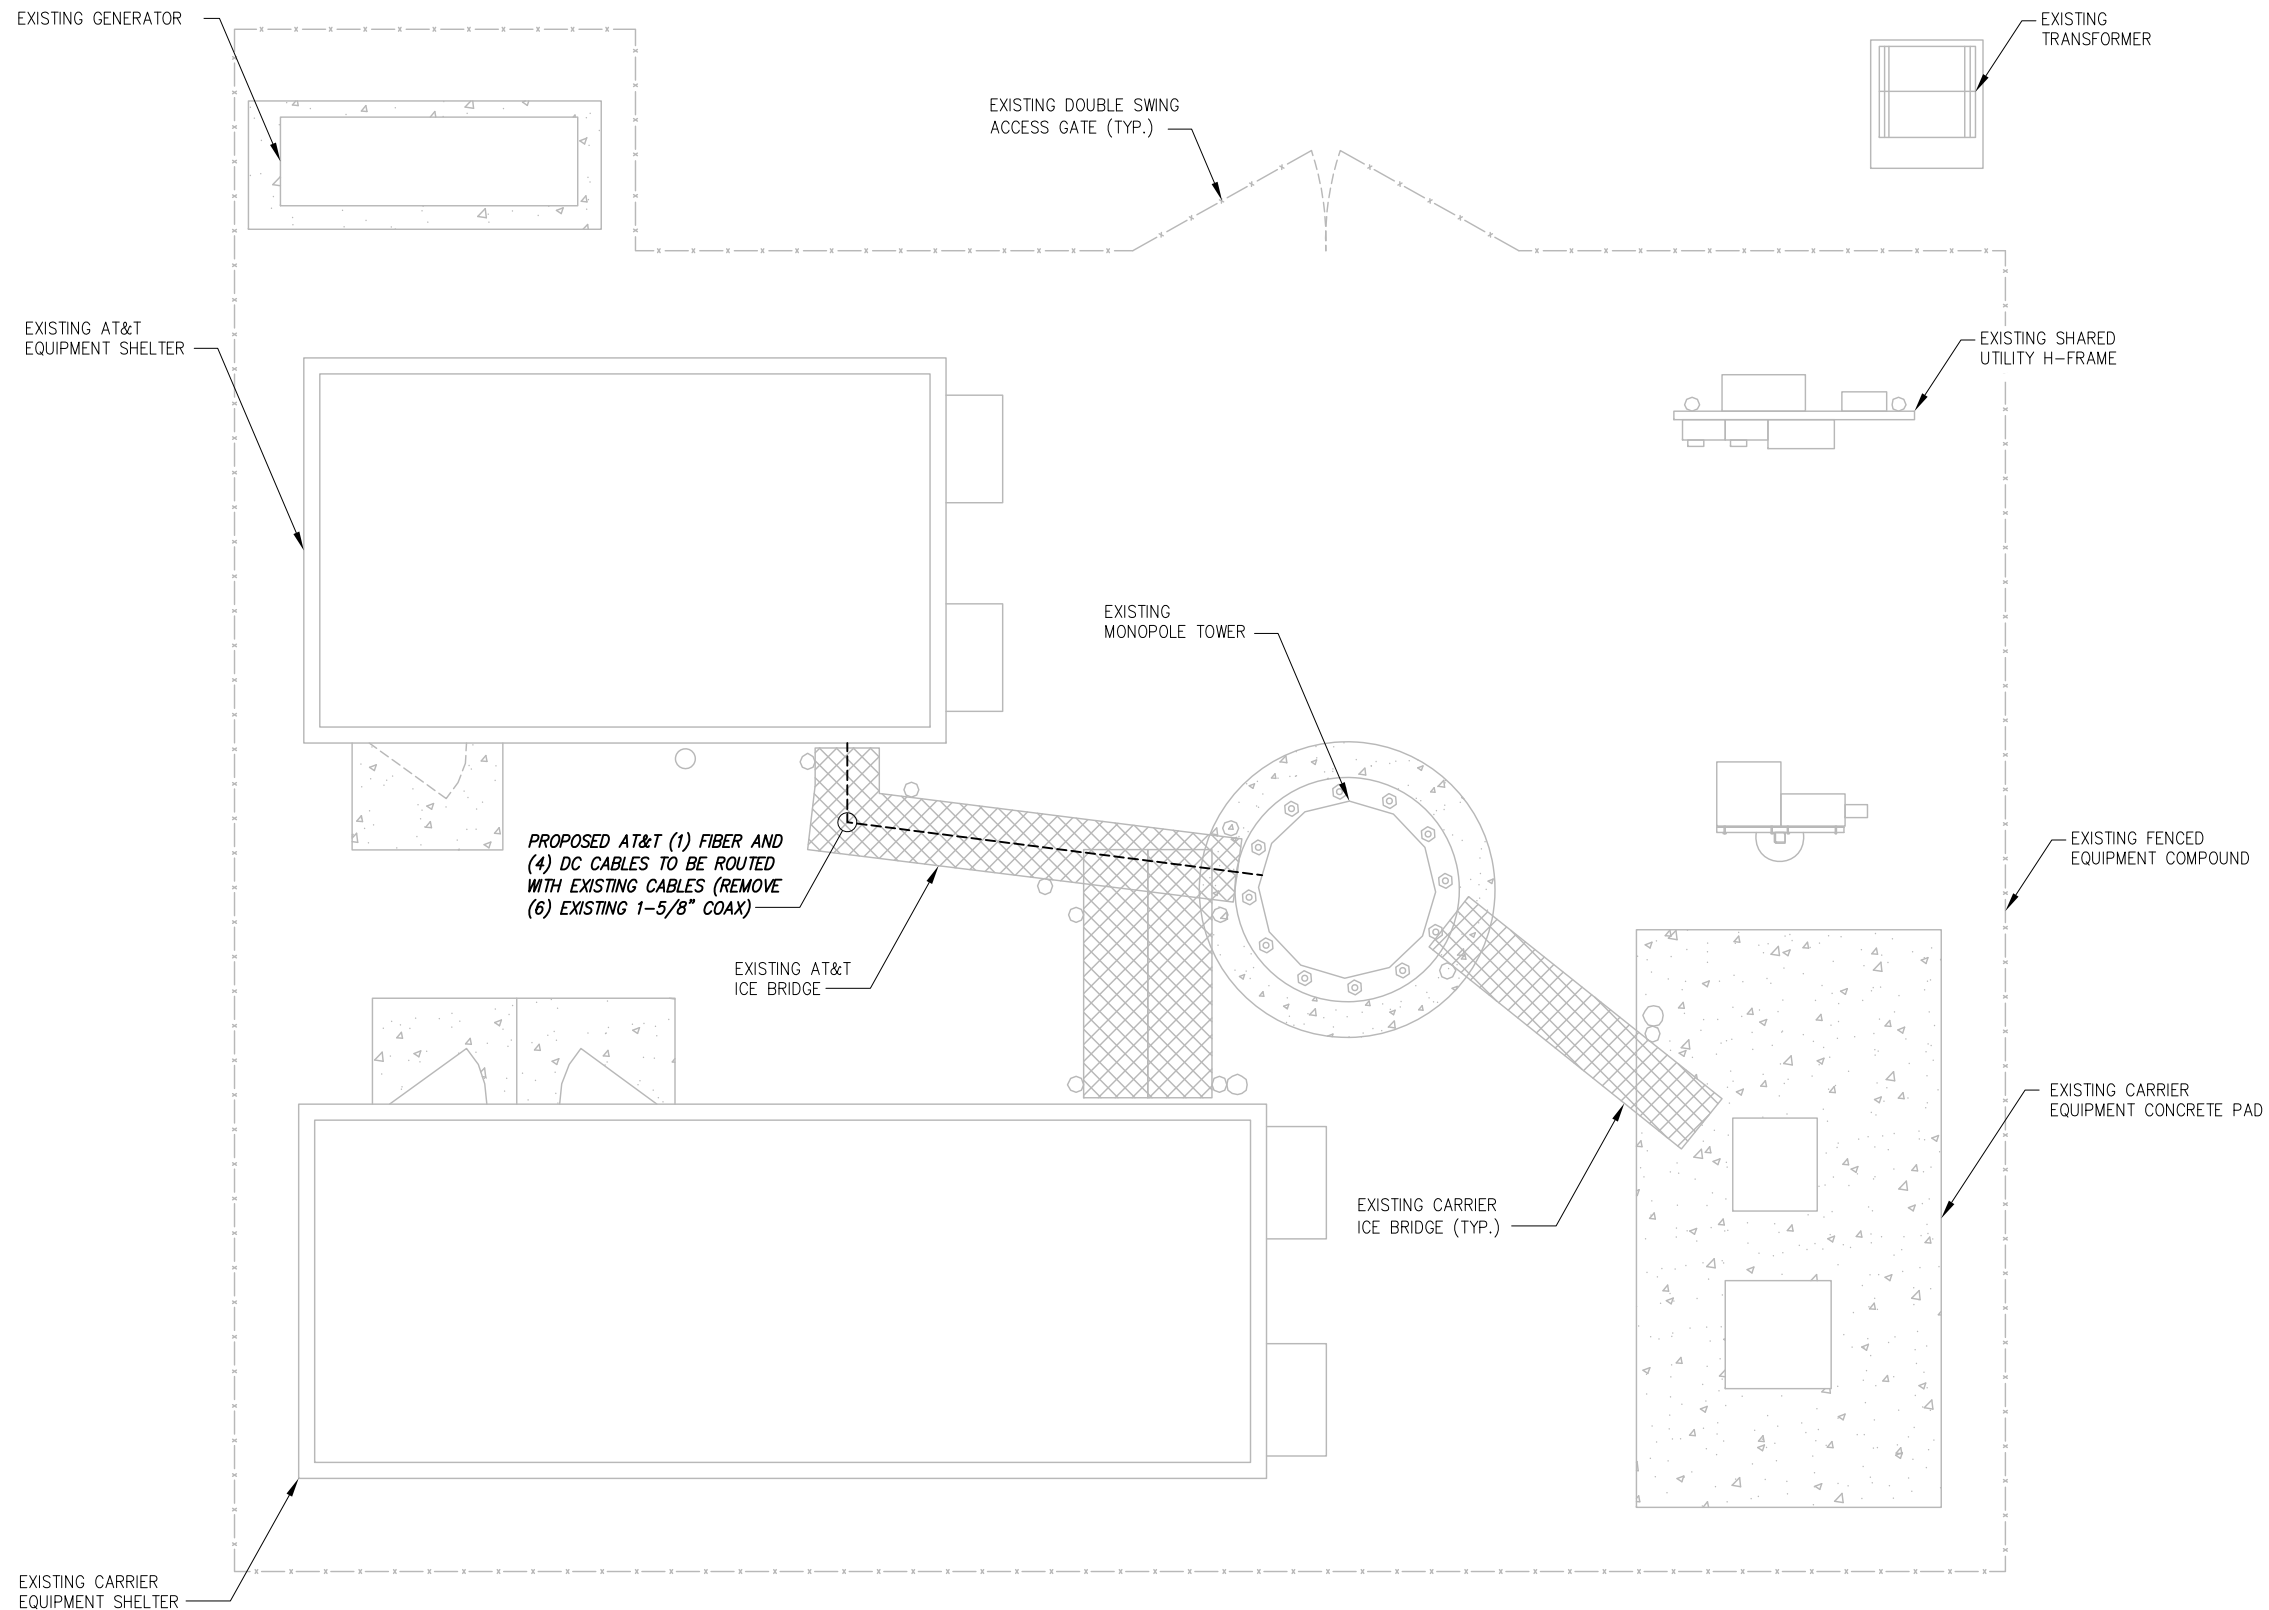 EXISTING GENERATOR
EXISTING
TRANSFORMER
EXISTING DOUBLE SWING
ACCESS GATE (TYP.)
EXISTING AT&T
EQUIPMENT SHELTER
EXISTING SHARED
UTILITY H-FRAME
EXISTING
MONOPOLE TOWER
PROPOSED AT&T (1) FIBER AND
(4) DC CABLES TO BE ROUTED
WITH EXISTING CABLES (REMOVE
(6) EXISTING 1-5/8" COAX)
EXISTING FENCED
EQUIPMENT COMPOUND
EXISTING AT&T
ICE BRIDGE
EXISTING CARRIER
EQUIPMENT CONCRETE PAD
EXISTING CARRIER
ICE BRIDGE (TYP.)
EXISTING CARRIER
EQUIPMENT SHELTER